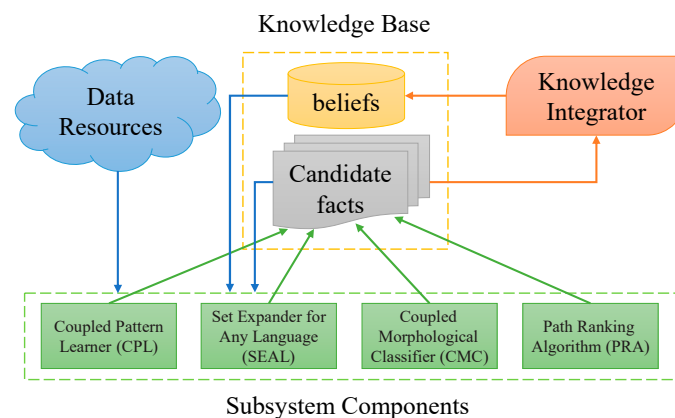 Knowledge Base
Data
Resources
beliefs
Knowledge
Integrator
Candidate
facts
Coupled Pattern
Learner (CPL)
Set Expander for
Any Language
(SEAL)
Coupled
Morphological
Classifier (CMC)
Path Ranking
Algorithm (PRA)
Subsystem Components